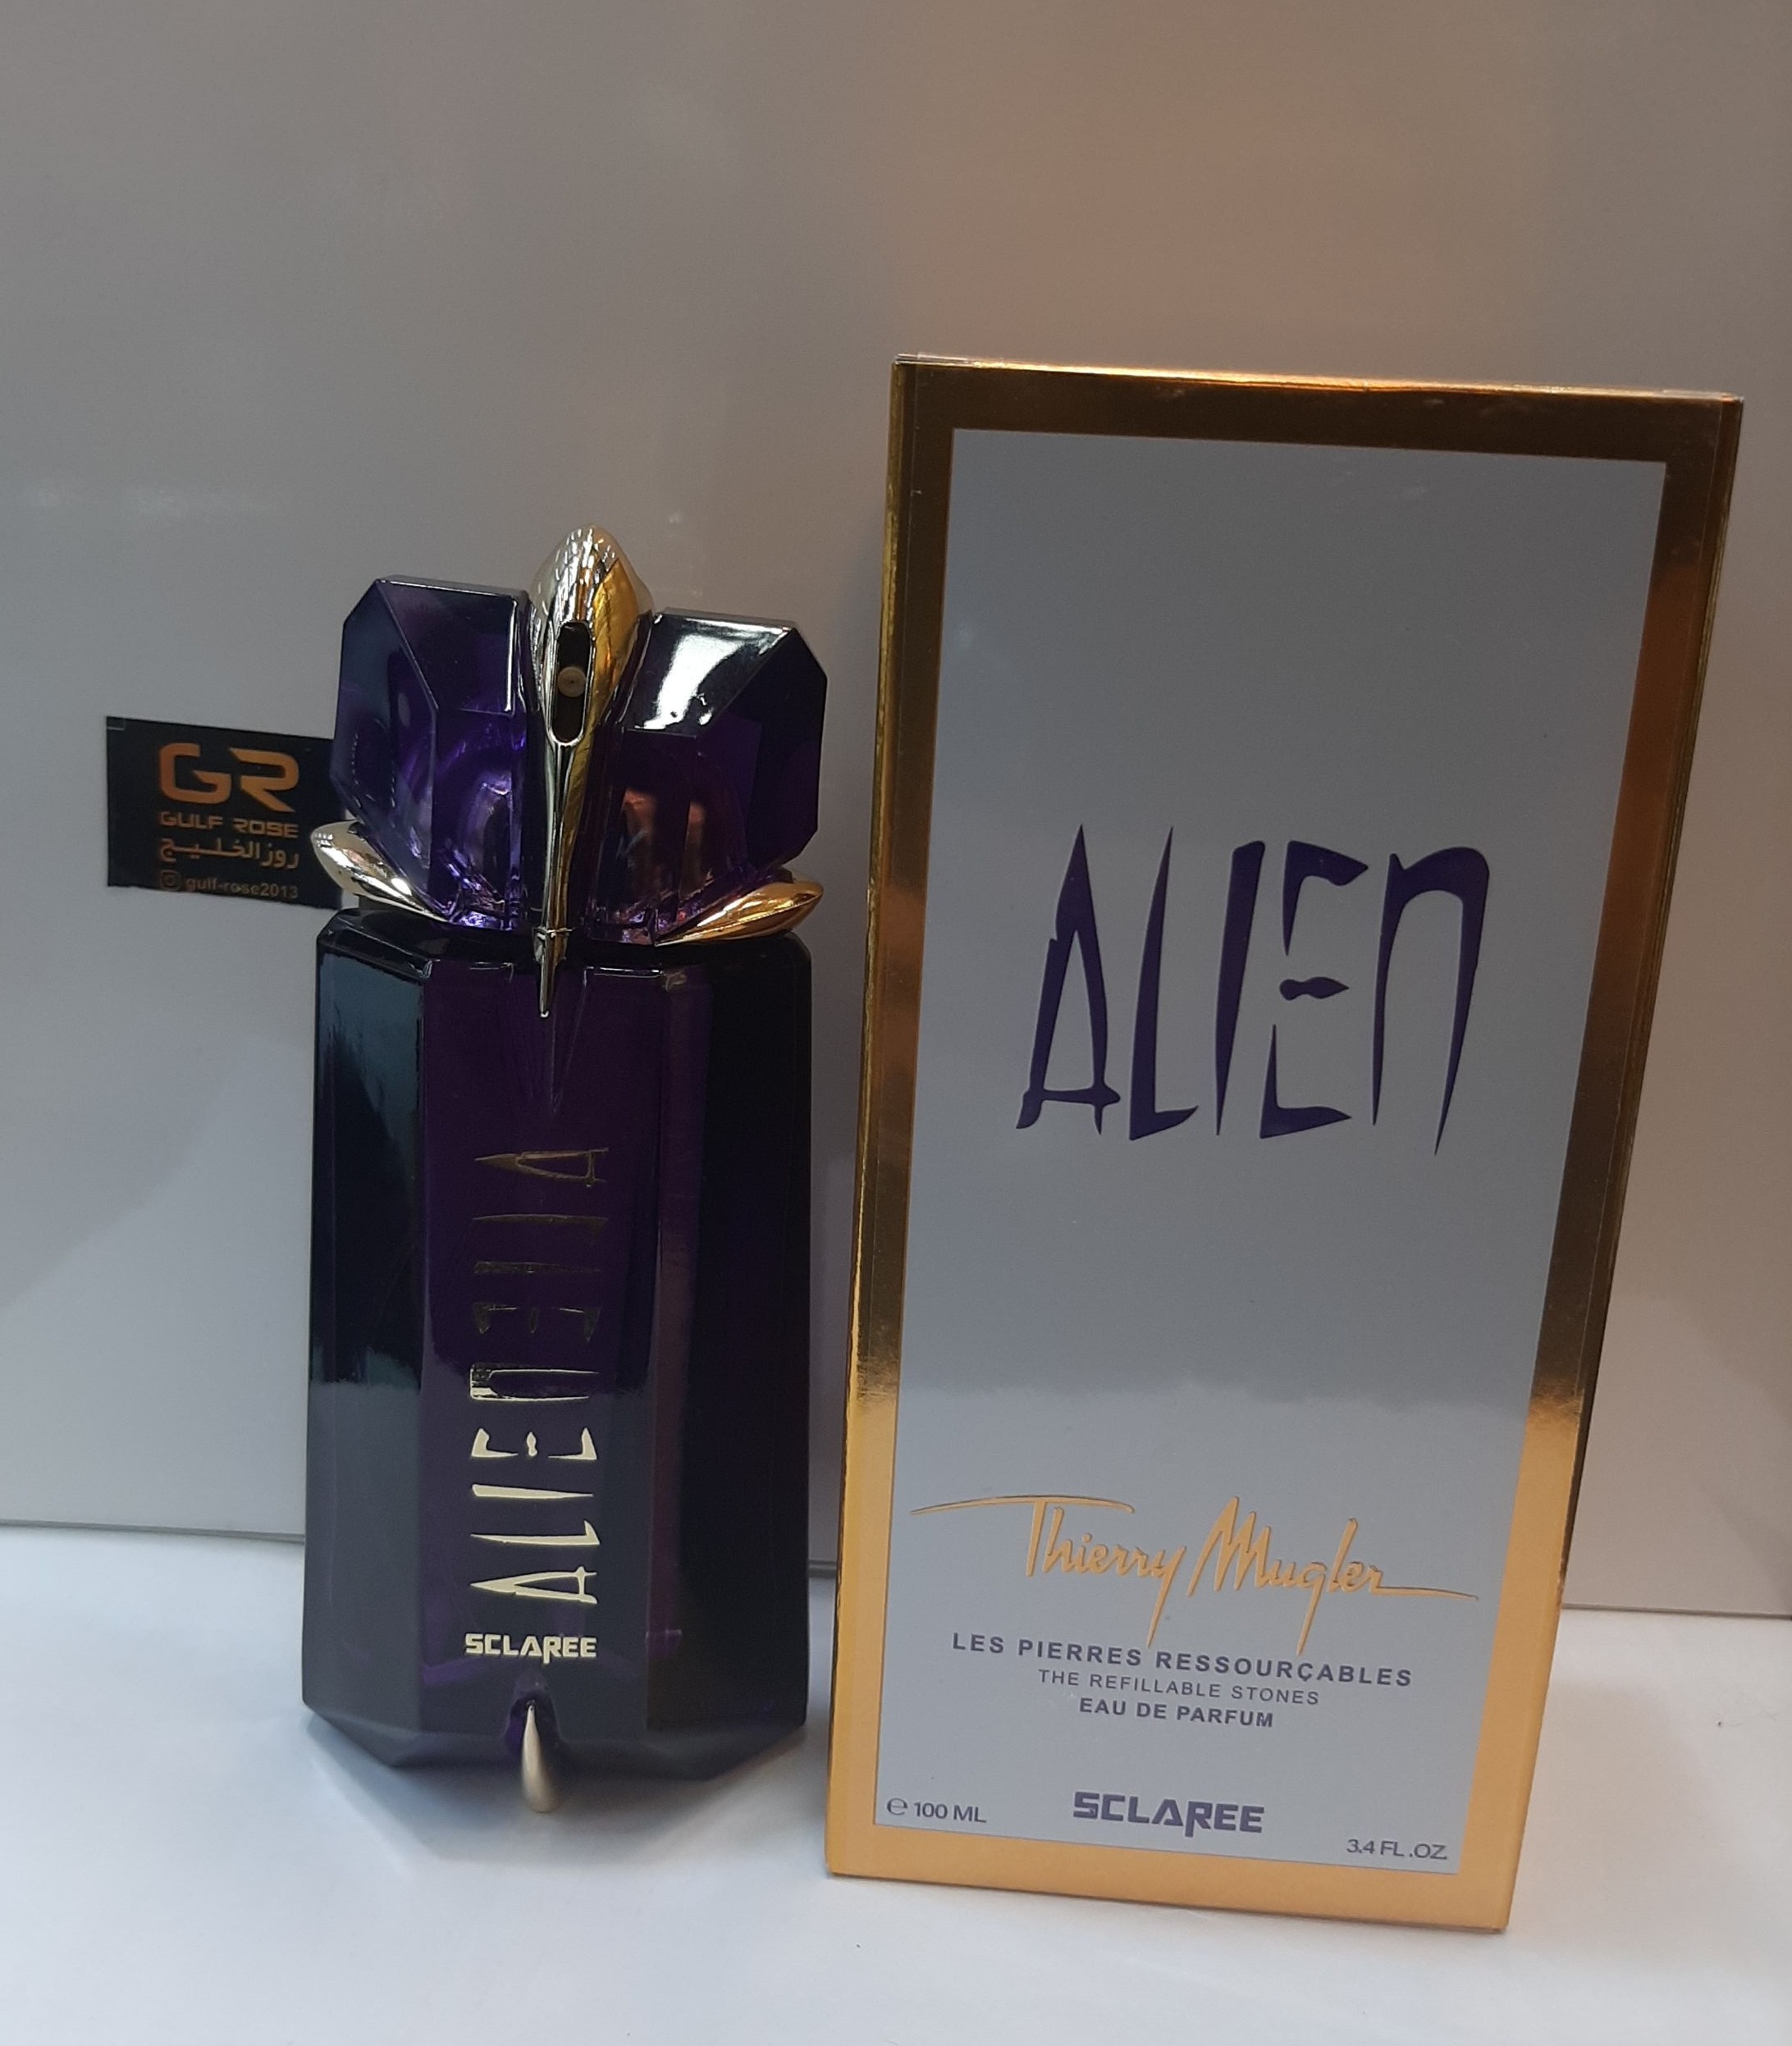 GR
GULF ROSE
روز الخليج
gulf-rose2013
ALIEN
SCLAREE
ALIEN
Thierry Mugler
LES PIERRES RESSOURÇABLES
THE REFILLABLE STONES
EAU DE PARFUM
℮ 100 ML
SCLAREE
3.4 FL .OZ